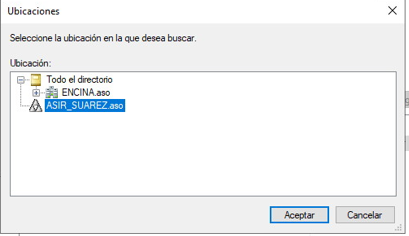 Ubicaciones
Seleccione la ubicación en la que desea buscar.
Ubicación:
Todo el directorio
ENCINA.aso
ASIR_SUAREZ.aso
Aceptar
Cancelar